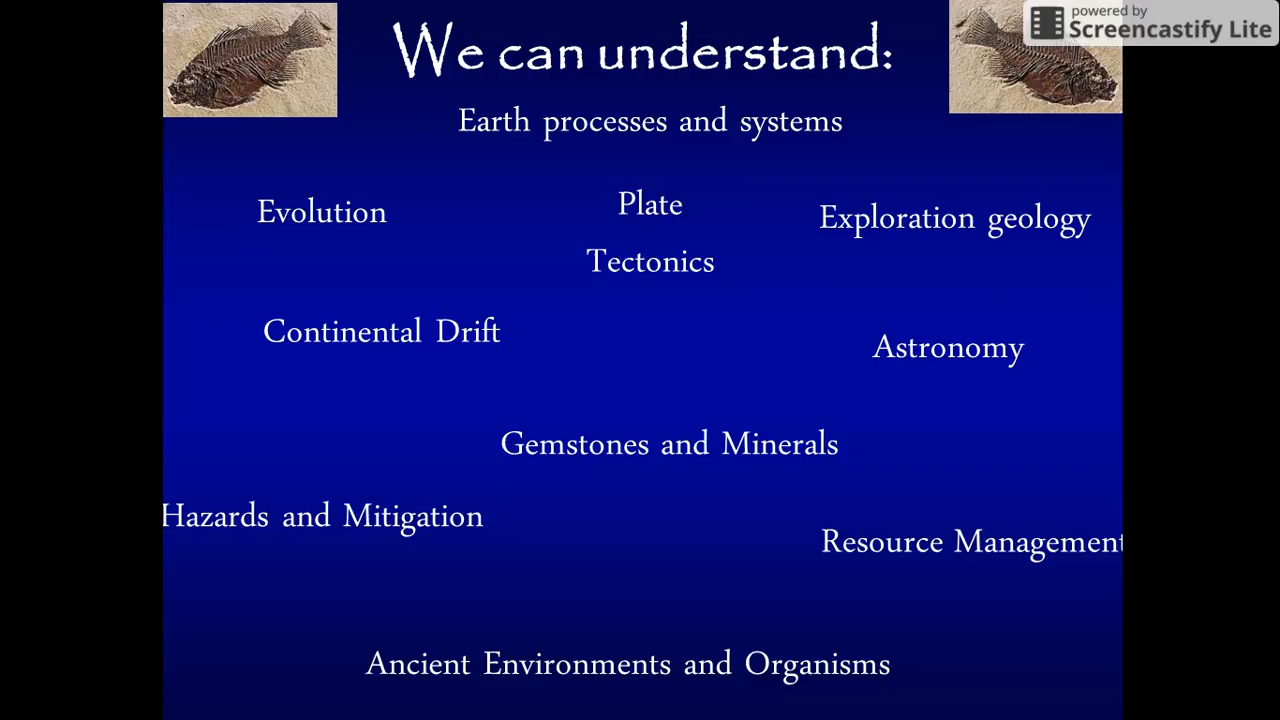 powered by
Screencastify Lite
We can understand:
Earth processes and systems
Evolution
Plate
Tectonics
Exploration geology
Continental Drift
Astronomy
Gemstones and Minerals
Hazards and Mitigation
Resource Management
Ancient Environments and Organisms